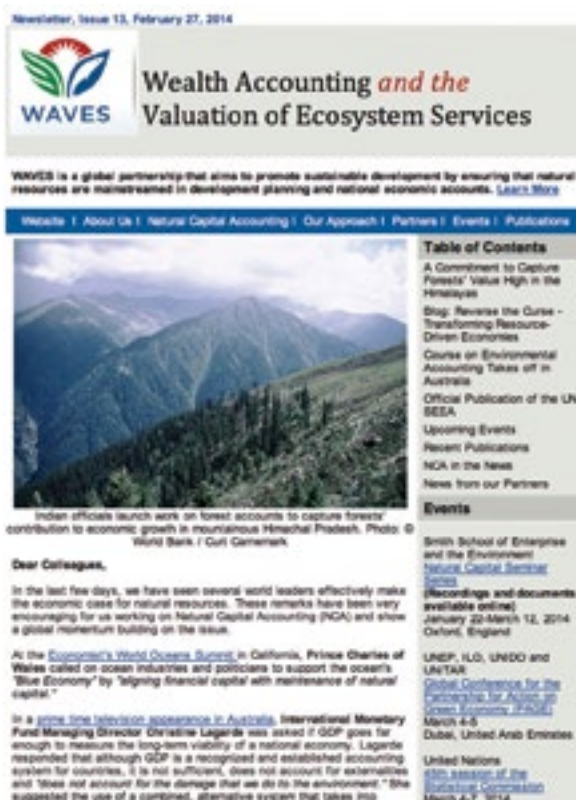 Newsletter, Issue 13, February 27, 2014
WAVES
Wealth Accounting and the
Valuation of Ecosystem Services
WAVES is a global partnership that aims to promote sustainable development by ensuring that natural
resources are mainstreamed in development planning and national economic accounts. Learn More
Website | About Us | Natural Capital Accounting | Our Approach | Partners | Events | Publications
Indian officials launch work on forest accounts to capture forests'
contribution to economic growth in mountainous Himachal Pradesh. Photo: ©
World Bank / Curt Carnemark
Dear Colleagues,
In the last few days, we have seen several world leaders effectively make
the economic case for natural resources. These remarks have been very
encouraging for us working on Natural Capital Accounting (NCA) and show
a global momentum building on the issue.
At the Economist's World Oceans Summit in California, Prince Charles of
Wales called on ocean industries and politicians to support the ocean's
"Blue Economy" by "aligning financial capital with maintenance of natural
capital."
In a prime time television appearance in Australia, International Monetary
Fund Managing Director Christine Lagarde was asked if GDP goes far
enough to measure the long-term viability of a national economy. Lagarde
responded that although GDP is a recognized and established accounting
system for countries, it is not sufficient, does not account for externalities
and "does not account for the damage that we do to the environment." She
suggested the use of a combined, alternative system that takes into
Table of Contents
A Commitment to Capture
Forests' Value High in the
Himalayas
Blog: Reverse the Curse -
Transforming Resource-
Driven Economies
Course on Environmental
Accounting Takes off in
Australia
Official Publication of the UN
SEEA
Upcoming Events
Recent Publications
NCA in the News
News from our Partners
Events
Smith School of Enterprise
and the Environment
Natural Capital Seminar
Series
(Recordings and documents
available online)
January 22-March 12, 2014
Oxford, England
UNEP, ILO, UNIDO and
UNITAR
Global Conference for the
Partnership for Action on
Green Economy (PAGE)
March 4-5
Dubai, United Arab Emirates
United Nations
45th session of the
Statistical Commission
March 4-7